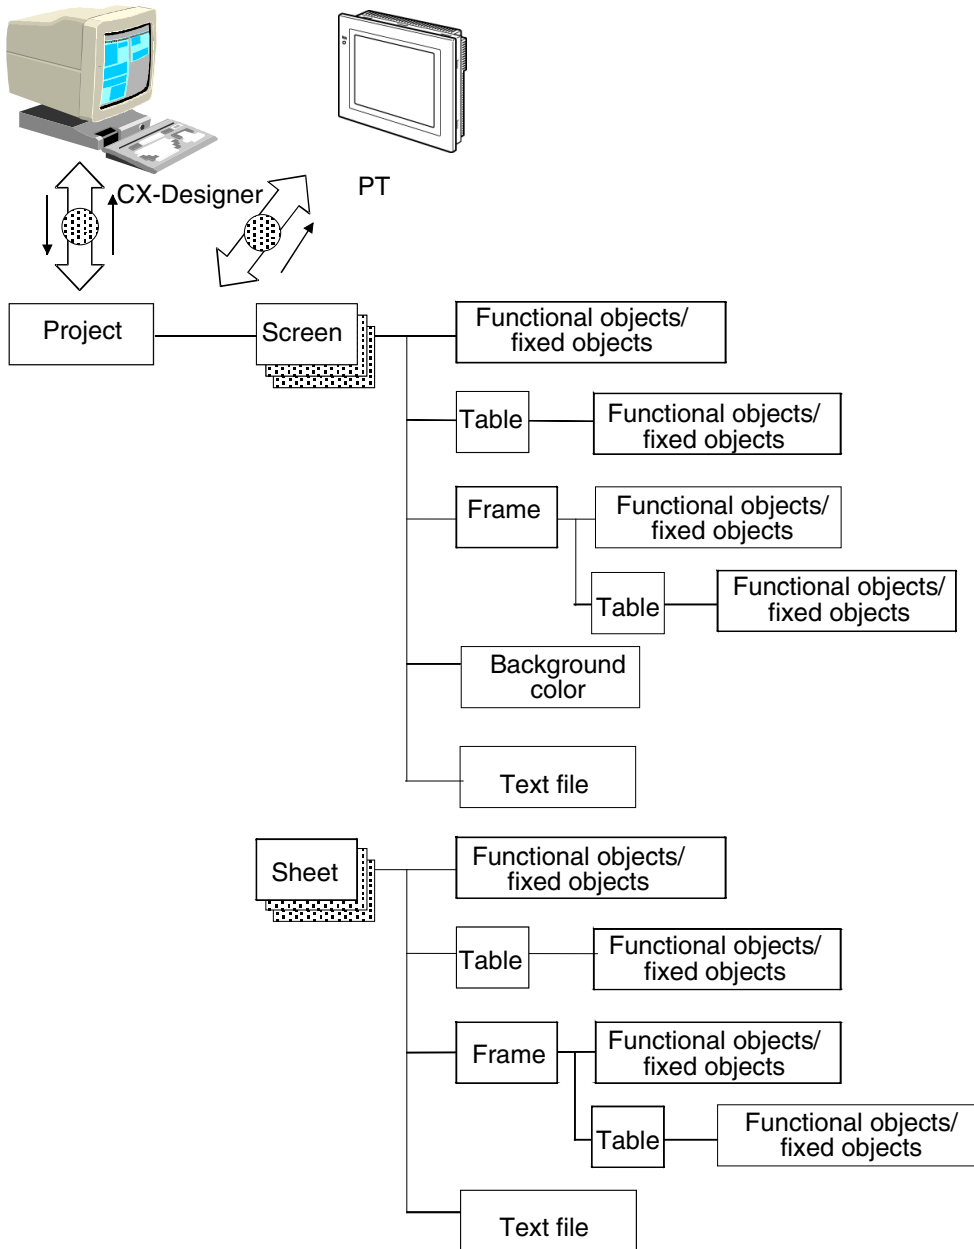 CX-Designer
PT
Project
Screen
Functional objects/
fixed objects
Table
Functional objects/
fixed objects
Frame
Functional objects/
fixed objects
Table
Functional objects/
fixed objects
Background
color
Text file
Sheet
Functional objects/
fixed objects
Table
Functional objects/
fixed objects
Frame
Functional objects/
fixed objects
Table
Functional objects/
fixed objects
Text file